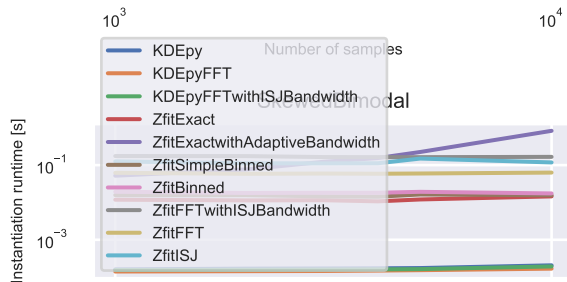 10³ 10⁴
Number of samples
SkewedBimodal
KDEpy
KDEpyFFT
KDEpyFFTwithISJBandwidth
ZfitExact
ZfitExactwithAdaptiveBandwidth
ZfitSimpleBinned
ZfitBinned
ZfitFFTwithISJBandwidth
ZfitFFT
ZfitISJ
Instantiation runtime [s]
10⁻¹
10⁻³